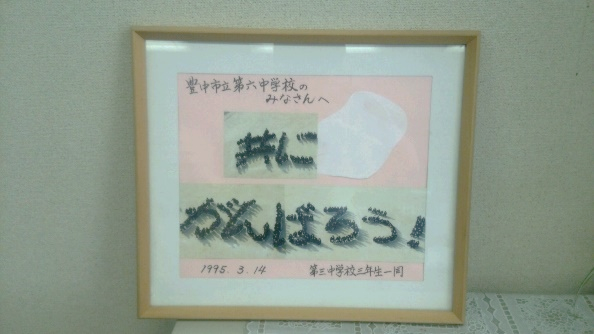 豊中市立第六中学校の
みなさんへ
共に
がんばろう!
1995.3.14 第三中学校三年生一同